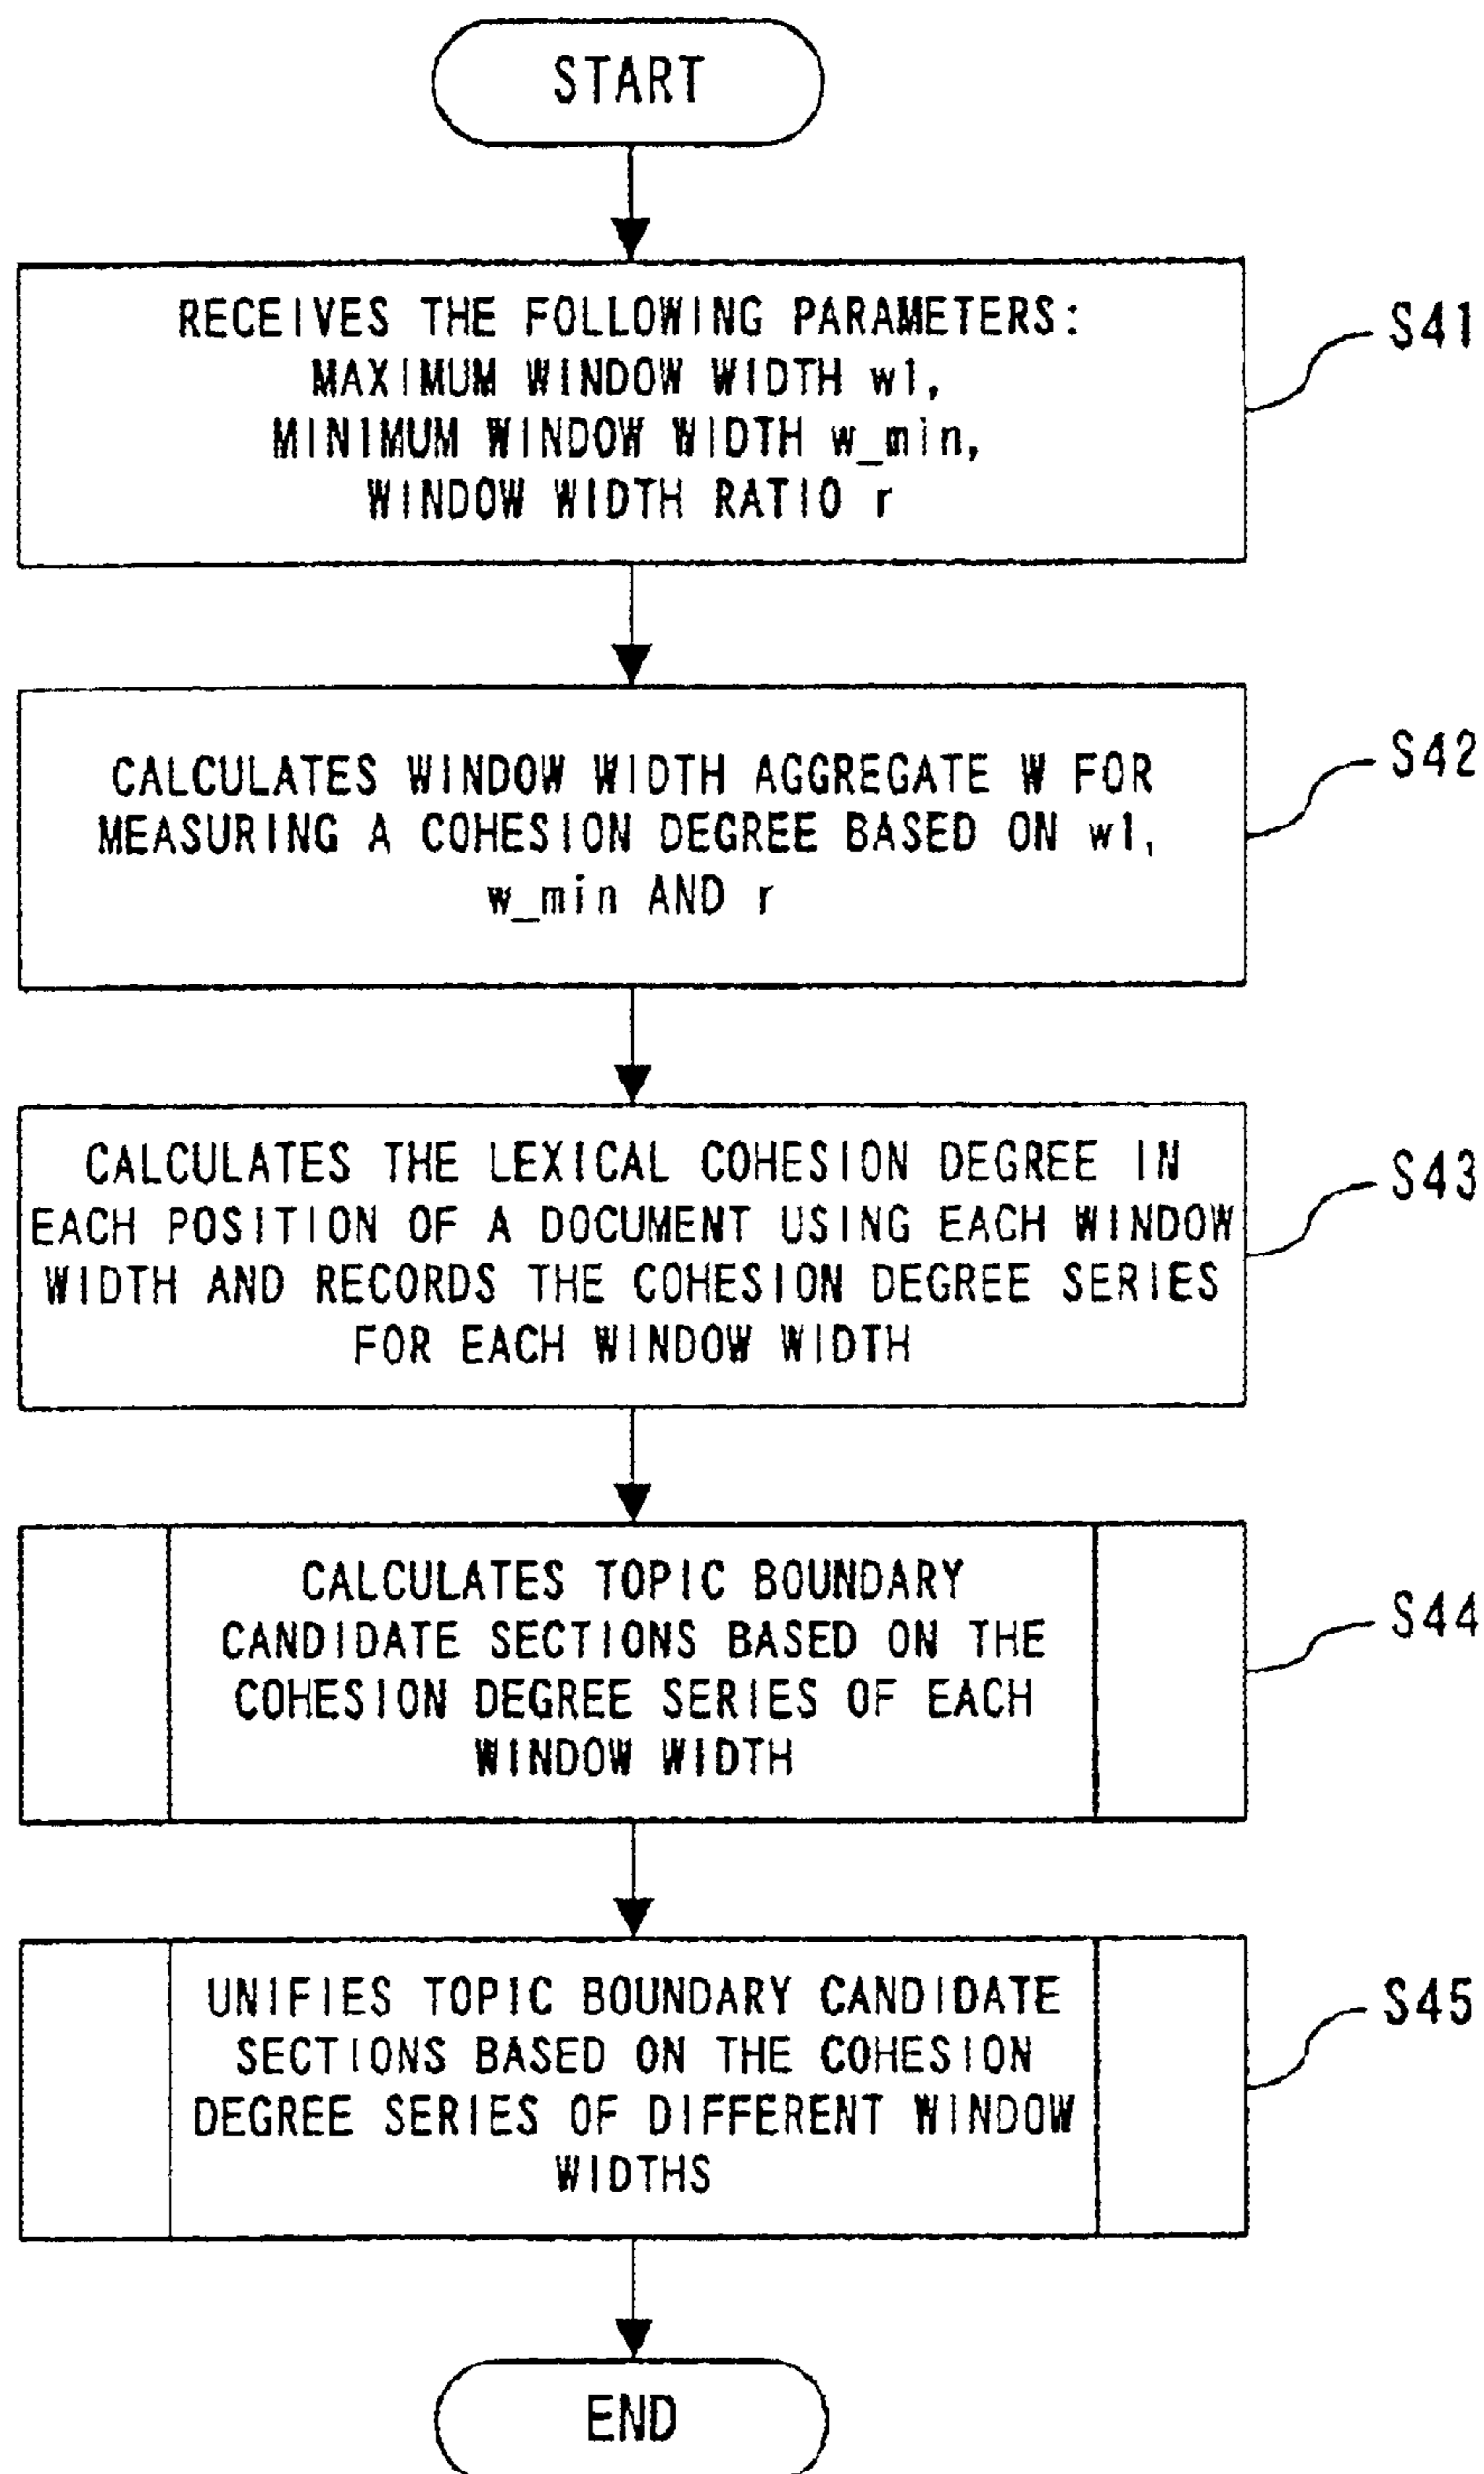 START
RECEIVES THE FOLLOWING PARAMETERS:
MAXIMUM WINDOW WIDTH w1,
MINIMUM WINDOW WIDTH w_min,
WINDOW WIDTH RATIO r
S41
CALCULATES WINDOW WIDTH AGGREGATE W FOR
MEASURING A COHESION DEGREE BASED ON w1,
w_min AND r
S42
CALCULATES THE LEXICAL COHESION DEGREE IN
EACH POSITION OF A DOCUMENT USING EACH WINDOW
WIDTH AND RECORDS THE COHESION DEGREE SERIES
FOR EACH WINDOW WIDTH
S43
CALCULATES TOPIC BOUNDARY
CANDIDATE SECTIONS BASED ON THE
COHESION DEGREE SERIES OF EACH
WINDOW WIDTH
S44
UNIFIES TOPIC BOUNDARY CANDIDATE
SECTIONS BASED ON THE COHESION
DEGREE SERIES OF DIFFERENT WINDOW
WIDTHS
S45
END